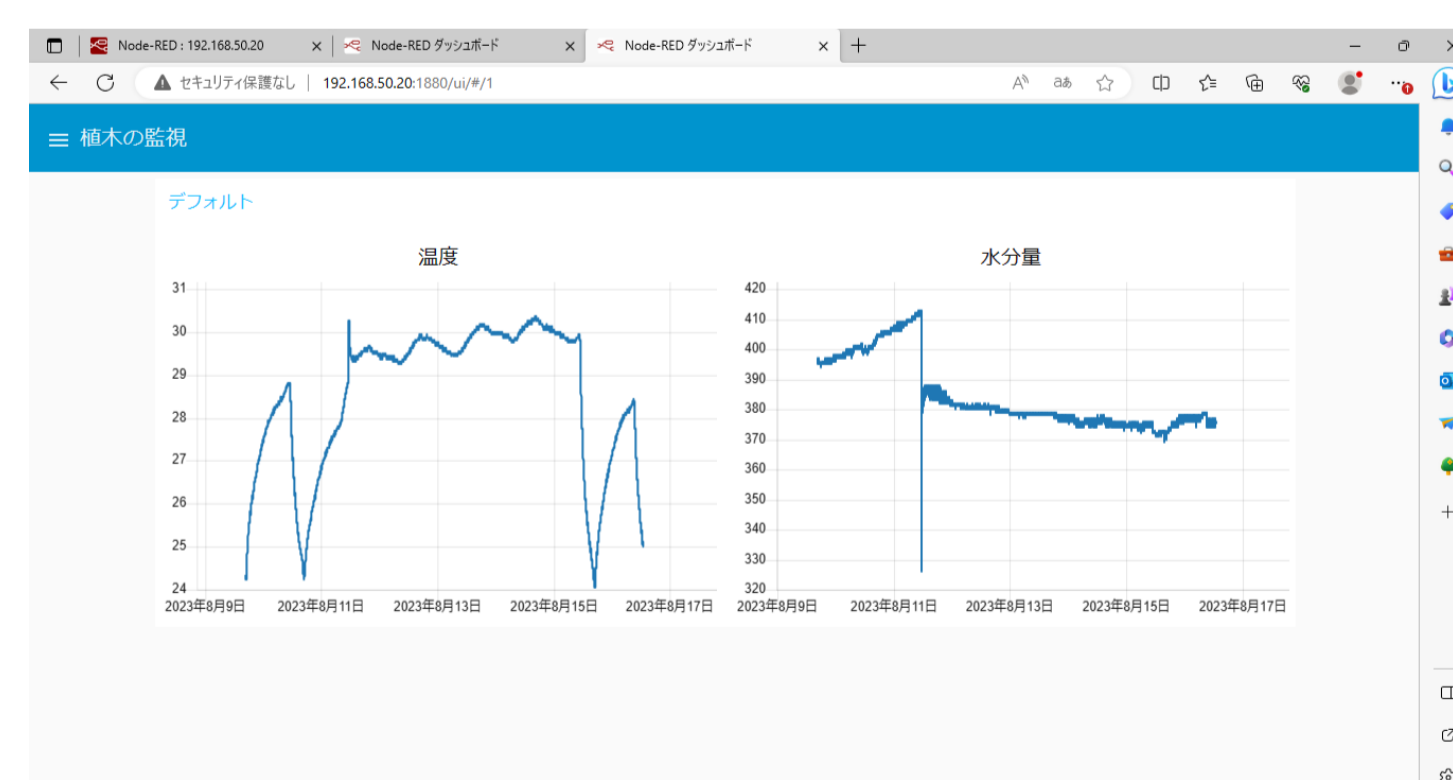 Node-RED : 192.168.50.20
Node-RED ダッシュボード
Node-RED ダッシュボード
セキュリティ保護なし
192.168.50.20:1880/ui/#/1
A
aあ
植木の監視
デフォルト
温度
31
30
29
28
27
26
25
24
2023年8月9日 2023年8月11日 2023年8月13日 2023年8月15日 2023年8月17日
水分量
420
410
400
390
380
370
360
350
340
330
320
2023年8月9日 2023年8月11日 2023年8月13日 2023年8月15日 2023年8月17日